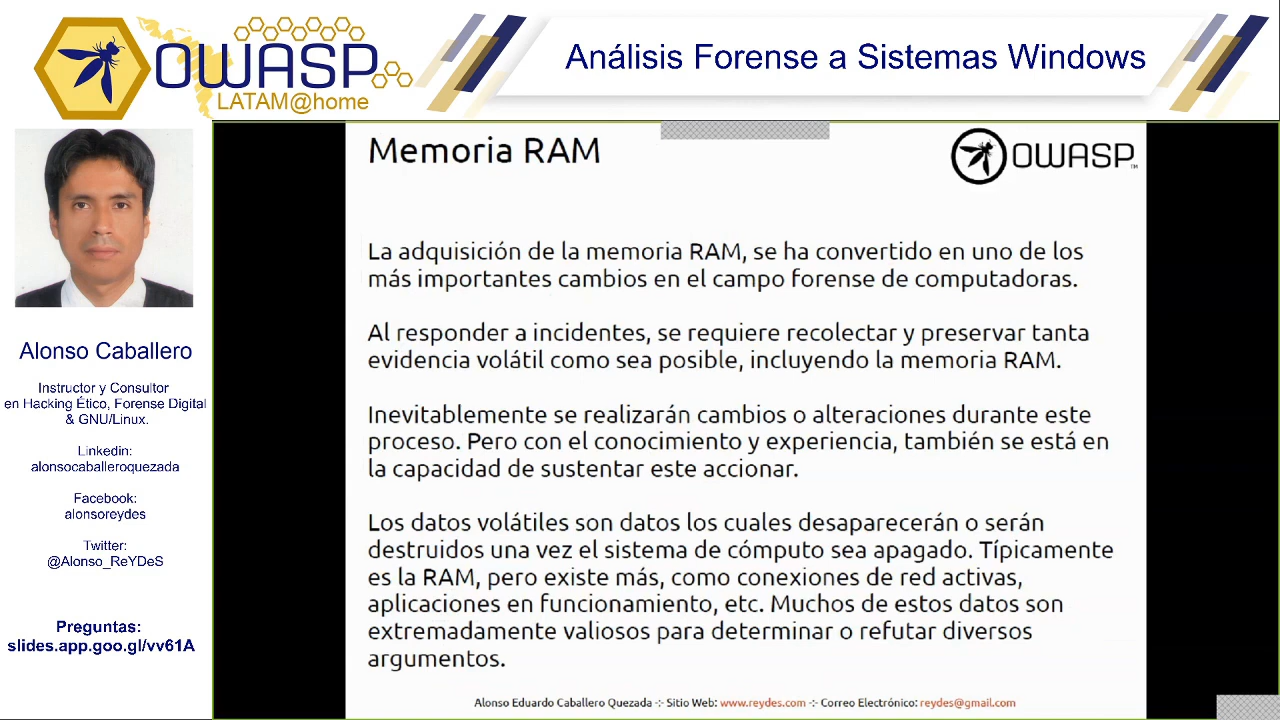 OWASP
LATAM@home
Análisis Forense a Sistemas Windows
Alonso Caballero
Instructor y Consultor
en Hacking Ético, Forense Digital
& GNU/Linux.
Linkedin:
alonsocaballeroquezada
Facebook:
alonsoreydes
Twitter:
@Alonso_ReYDeS
Preguntas:
slides.app.goo.gl/vv61A
Memoria RAM
OWASP™
La adquisición de la memoria RAM, se ha convertido en uno de los
más importantes cambios en el campo forense de computadoras.
Al responder a incidentes, se requiere recolectar y preservar tanta
evidencia volátil como sea posible, incluyendo la memoria RAM.
Inevitablemente se realizarán cambios o alteraciones durante este
proceso. Pero con el conocimiento y experiencia, también se está en
la capacidad de sustentar este accionar.
Los datos volátiles son datos los cuales desaparecerán o serán
destruidos una vez el sistema de cómputo sea apagado. Típicamente
es la RAM, pero existe más, como conexiones de red activas,
aplicaciones en funcionamiento, etc. Muchos de estos datos son
extremadamente valiosos para determinar o refutar diversos
argumentos.
Alonso Eduardo Caballero Quezada -:- Sitio Web: www.reydes.com -:- Correo Electrónico: reydes@gmail.com